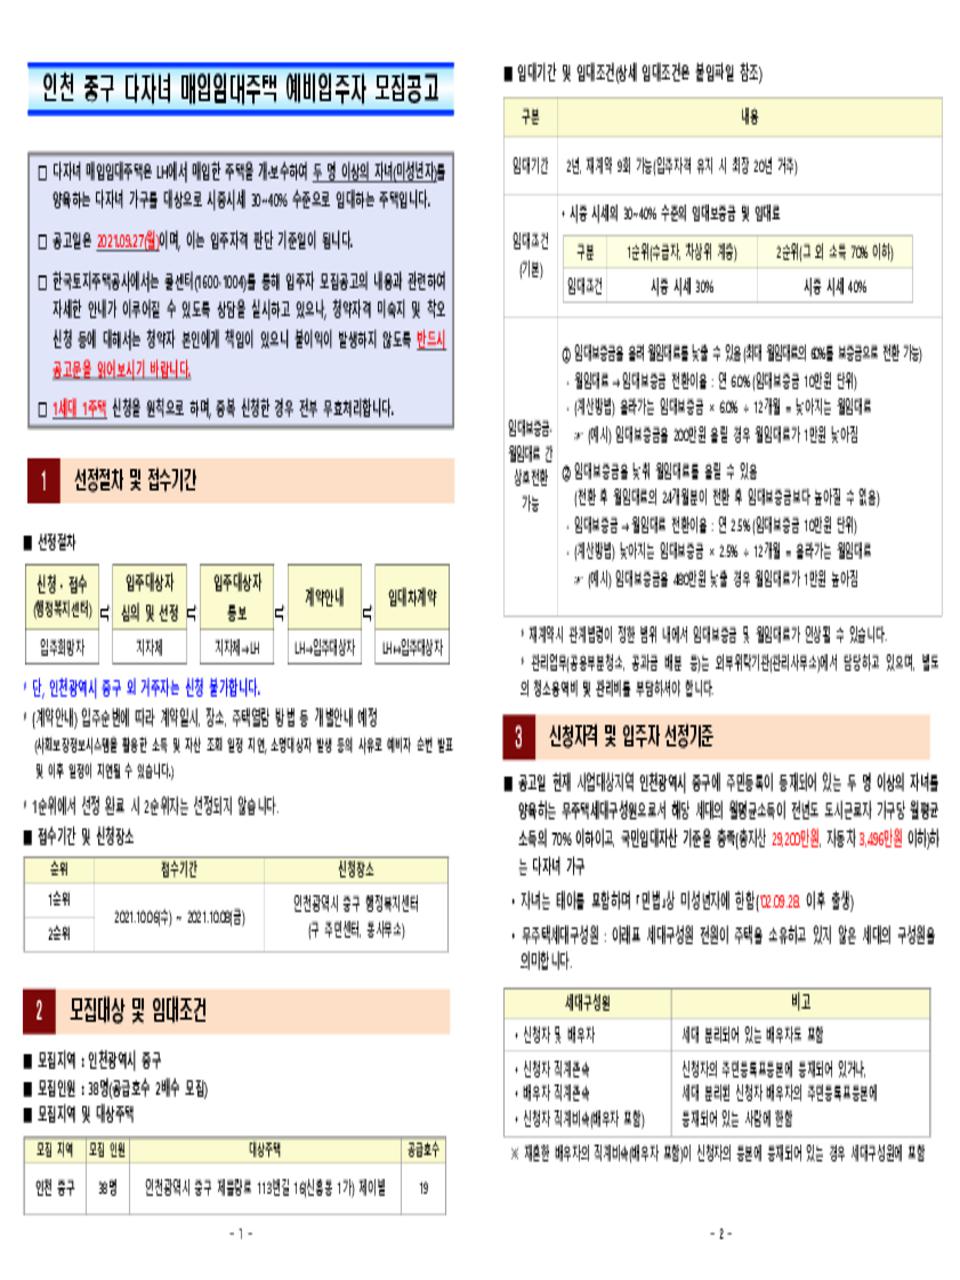 인천 중구 다자녀 매입임대주택 예비입주자 모집공고
□ 다자녀 매입임대주택은 LH에서 매입한 주택을 개·보수하여 두 명 이상의 자녀(미성년자)를
양육하는 다자녀 가구를 대상으로 시중시세 30~40% 수준으로 임대하는 주택입니다.
□ 공고일은 2021.09.27(월)이며, 이는 입주자격 판단 기준일이 됩니다.
□ 한국토지주택공사에서는 콜센터(1600-1004)를 통해 입주자 모집공고의 내용과 관련하여
자세한 안내가 이루어질 수 있도록 상담을 실시하고 있으나, 청약자격 미숙지 및 착오
신청 등에 대해서는 청약자 본인에게 책임이 있으니 불이익이 발생하지 않도록 반드시
공고문을 읽어보시기 바랍니다.
□ 1세대 1주택 신청을 원칙으로 하며, 중복 신청한 경우 전부 무효처리합니다.
1 선정절차 및 접수기간
■ 선정절차
신청·접수 (행정복지센터) ⇨ 입주대상자 심의 및 선정 ⇨ 입주대상자 통보 ⇨ 계약안내 ⇨ 임대차계약
입주희망자 지자체 지자체→LH LH→입주대상자 LH↔입주대상자
* 단, 인천광역시 중구 외 거주자는 신청 불가합니다.
* (계약안내) 입주순번에 따라 계약일시, 장소, 주택열람 방법 등 개별안내 예정
(사회보장정보시스템을 활용한 소득 및 자산 조회 일정 지연, 소명대상자 발생 등의 사유로 예비자 순번 발표
및 이후 일정이 지연될 수 있습니다.)
* 1순위에서 선정 완료 시 2순위자는 선정되지 않습니다.
■ 접수기간 및 신청장소
순위 접수기간 신청장소
1순위
2순위
2021.10.06(수) ~ 2021.10.08(금)
인천광역시 중구 행정복지센터
(구 주민센터, 동사무소)
2 모집대상 및 임대조건
■ 모집지역 : 인천광역시 중구
■ 모집인원 : 38명(공급호수 2배수 모집)
■ 모집지역 및 대상주택
모집 지역 모집 인원 대상주택 공급호수
인천 중구 38명 인천광역시 중구 제물량로 113번길 16(신흥동 1가) 제이빌 19
- 1 -
■ 임대기간 및 임대조건(상세 임대조건은 붙임파일 참조)
구분 내용
임대기간 2년, 재계약 9회 가능(입주자격 유지 시 최장 20년 거주)
임대조건
(기본)
• 시중 시세의 30~40% 수준의 임대보증금 및 임대료
구분 1순위(수급자, 차상위 계층) 2순위(그 외 소득 70% 이하)
임대조건 시중 시세 30% 시중 시세 40%
임대보증금·
월임대료 간
상호전환
가능
① 임대보증금을 올려 월임대료를 낮출 수 있음 (최대 월임대료의 60%를 보증금으로 전환 가능)
· 월임대료 ⇒ 임대보증금 전환이율 : 연 6.0% (임대보증금 10만원 단위)
· (계산방법) 올라가는 임대보증금 × 6.0% ÷ 12개월 = 낮아지는 월임대료
☞ (예시) 임대보증금을 200만원 올릴 경우 월임대료가 1만원 낮아짐
② 임대보증금을 낮춰 월임대료를 올릴 수 있음
(전환 후 월임대료의 24개월분이 전환 후 임대보증금보다 높아질 수 없음)
· 임대보증금 ⇒ 월임대료 전환이율 : 연 2.5% (임대보증금 10만원 단위)
· (계산방법) 낮아지는 임대보증금 × 2.5% ÷ 12개월 = 올라가는 월임대료
☞ (예시) 임대보증금을 480만원 낮출 경우 월임대료가 1만원 높아짐
* 재계약시 관계법령이 정한 범위 내에서 임대보증금 및 월임대료가 인상될 수 있습니다.
* 관리업무(공용부분청소, 공과금 배분 등)는 외부위탁기관(관리사무소)에서 담당하고 있으며, 별도
의 청소용역비 및 관리비를 부담하셔야 합니다.
3 신청자격 및 입주자 선정기준
■ 공고일 현재 사업대상지역 인천광역시 중구에 주민등록이 등재되어 있는 두 명 이상의 자녀를
양육하는 무주택세대구성원으로서 해당 세대의 월평균소득이 전년도 도시근로자 가구당 월평균
소득의 70% 이하이고, 국민임대자산 기준을 충족(총자산 29,200만원, 자동차 3,496만원 이하)하
는 다자녀 가구
• 자녀는 태아를 포함하며 「민법」상 미성년자에 한함('02.09.28. 이후 출생)
• 무주택세대구성원 : 아래표 세대구성원 전원이 주택을 소유하고 있지 않은 세대의 구성원을
의미합니다.
세대구성원 비고
• 신청자 및 배우자 세대 분리되어 있는 배우자도 포함
• 신청자 직계존속
• 배우자 직계존속
• 신청자 직계비속(배우자 포함)
신청자의 주민등록표등본에 등재되어 있거나,
세대 분리된 신청자 배우자의 주민등록표등본에
등재되어 있는 사람에 한함
※ 재혼한 배우자의 직계비속(배우자 포함)이 신청자의 등본에 등재되어 있는 경우 세대구성원에 포함
- 2 -